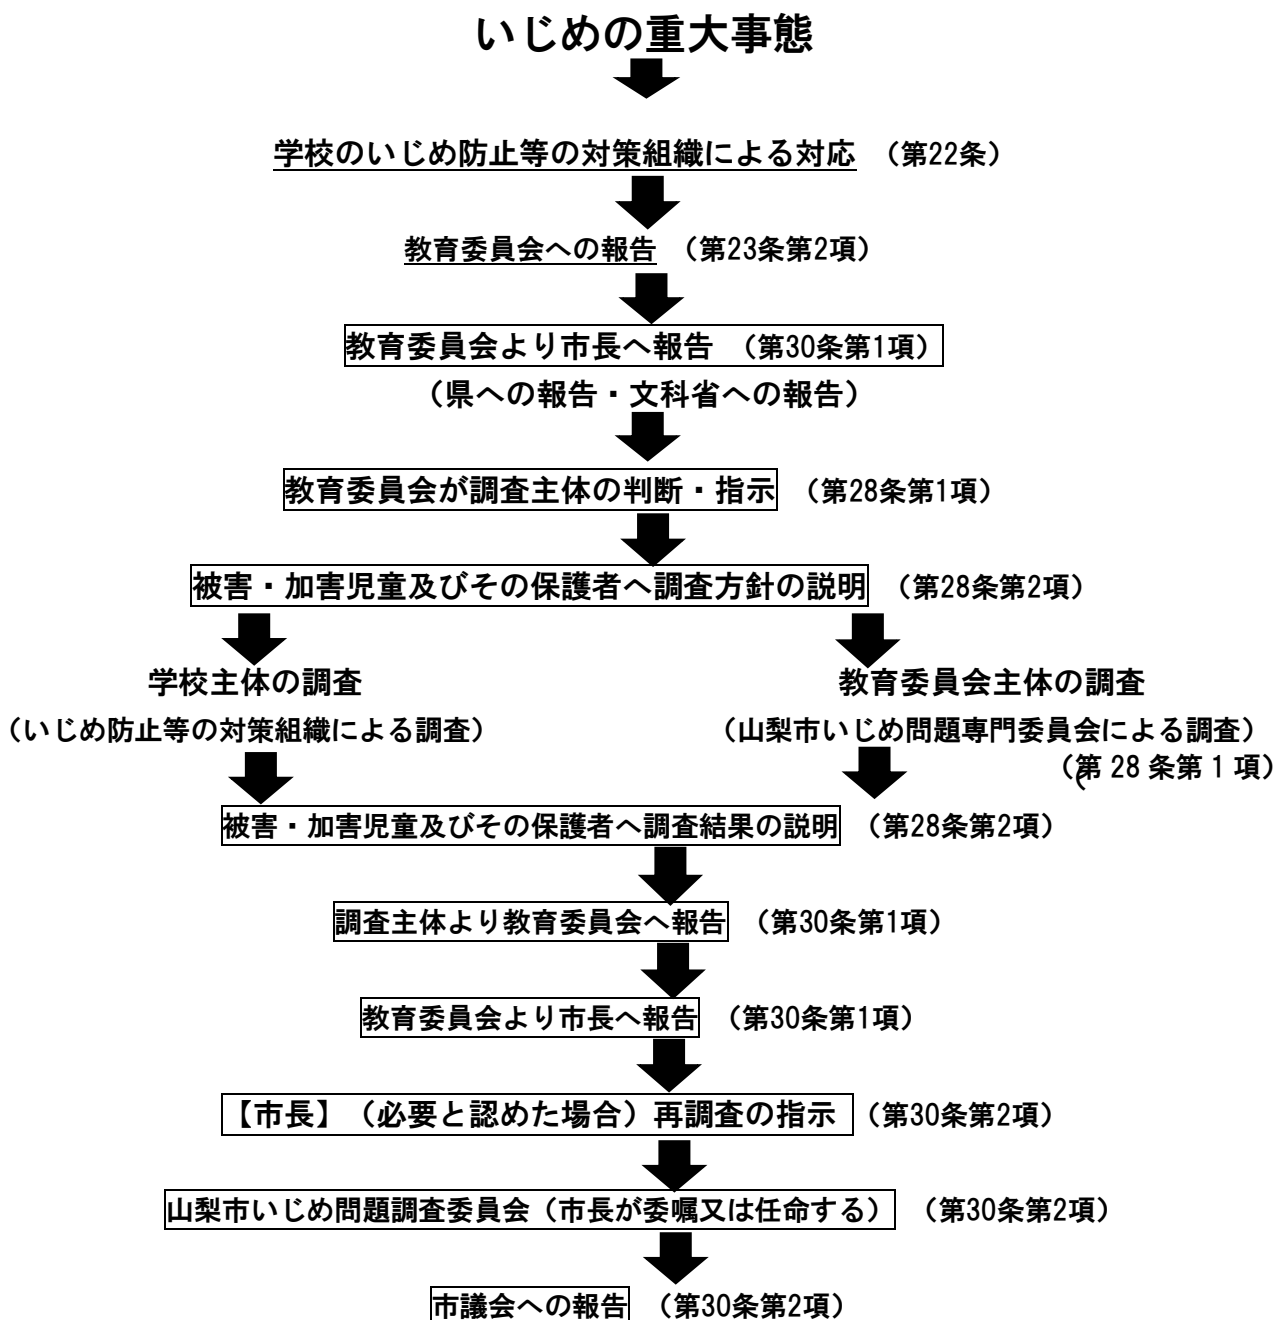 いじめの重大事態
学校のいじめ防止等の対策組織による対応　（第22条）
教育委員会への報告　（第23条第2項）
教育委員会より市長へ報告　（第30条第1項）
（県への報告・文科省への報告）
教育委員会が調査主体の判断・指示　（第28条第1項）
被害・加害児童及びその保護者へ調査方針の説明　（第28条第2項）
学校主体の調査
（いじめ防止等の対策組織による調査）
教育委員会主体の調査
（山梨市いじめ問題専門委員会による調査）
（第 28 条第 1 項）
（
被害・加害児童及びその保護者へ調査結果の説明　（第28条第2項）
調査主体より教育委員会へ報告　（第30条第1項）
教育委員会より市長へ報告　（第30条第1項）
【市長】（必要と認めた場合）再調査の指示　（第30条第2項）
山梨市いじめ問題調査委員会（市長が委嘱又は任命する）　（第30条第2項）
市議会への報告　（第30条第2項）